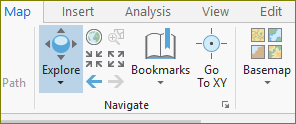 Map Insert Analysis View Edit
Path Explore Bookmarks Go To XY Basemap
Navigate